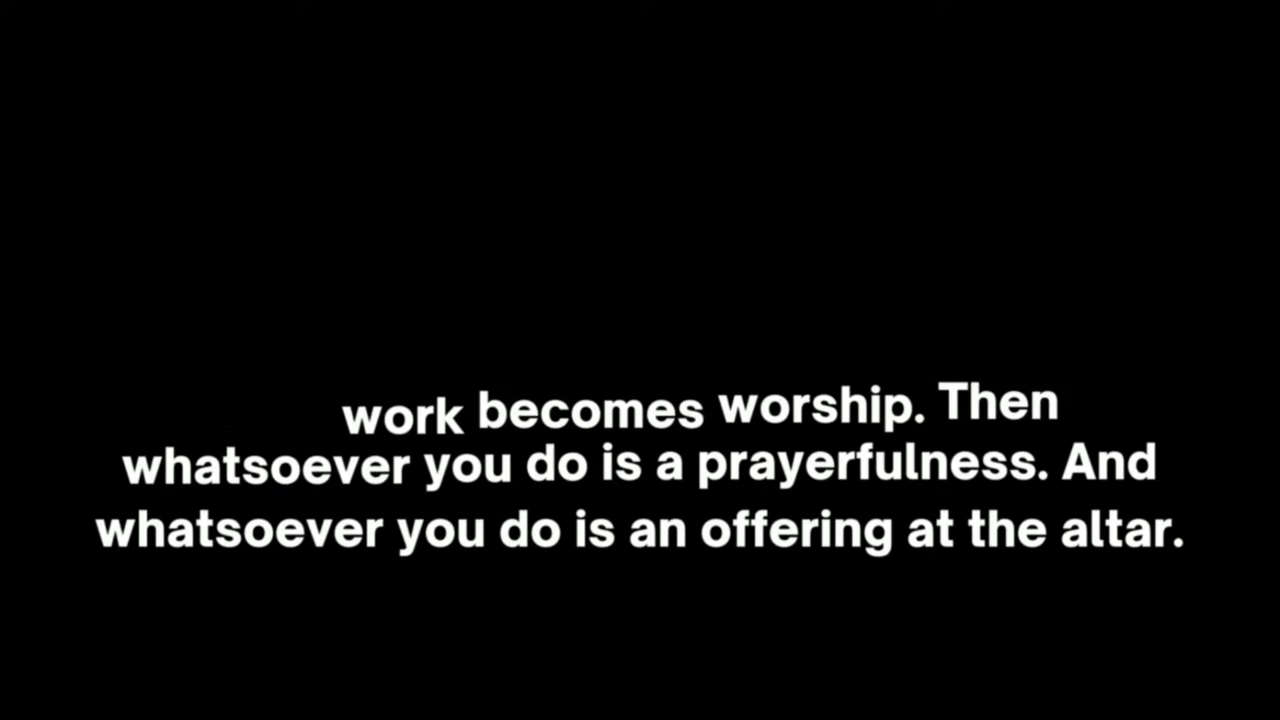 work becomes worship. Then
whatsoever you do is a prayerfulness. And
whatsoever you do is an offering at the altar.